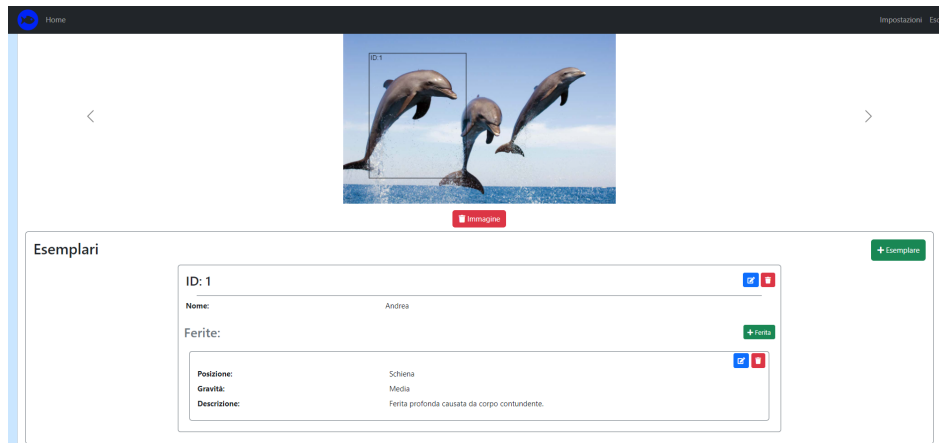 Home
Impostazioni
ID:1
Immagine
Esemplari
+ Esemplare
ID: 1
Nome: Andrea
Ferite:
+ Ferita
Posizione: Schiena
Gravità: Media
Descrizione: Ferita profonda causata da corpo contundente.